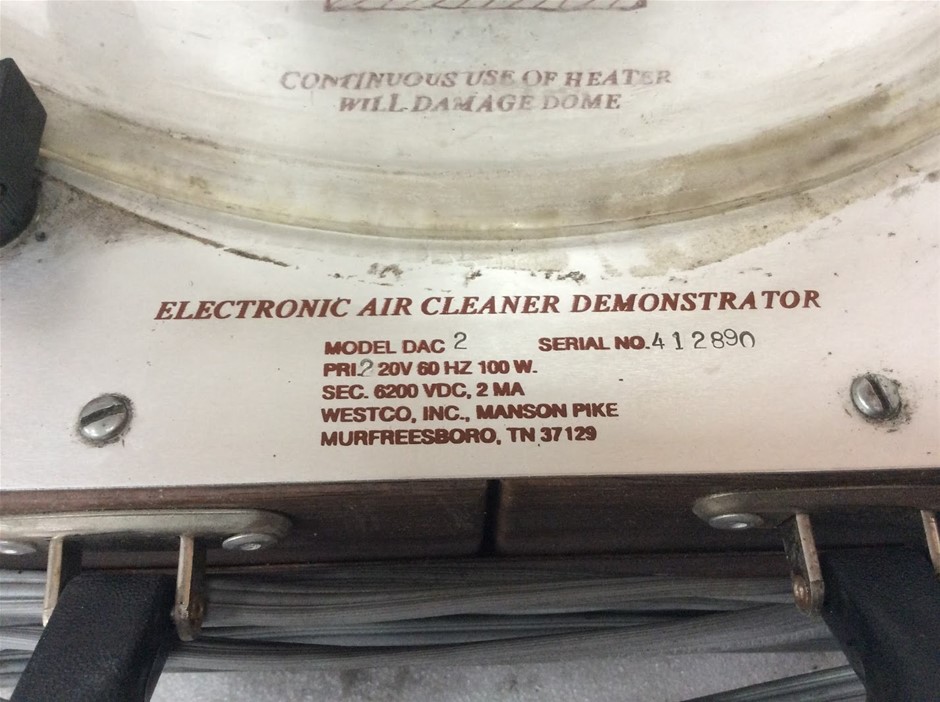 CONTINUOUS USE OF HEATER
WILL DAMAGE DOME
ELECTRONIC AIR CLEANER DEMONSTRATOR
MODEL DAC 2 SERIAL NO. 412890
PRI. 220V 60 HZ 100 W.
SEC. 6200 VDC, 2 MA
WESTCO, INC., MANSON PIKE
MURFREESBORO, TN 37129